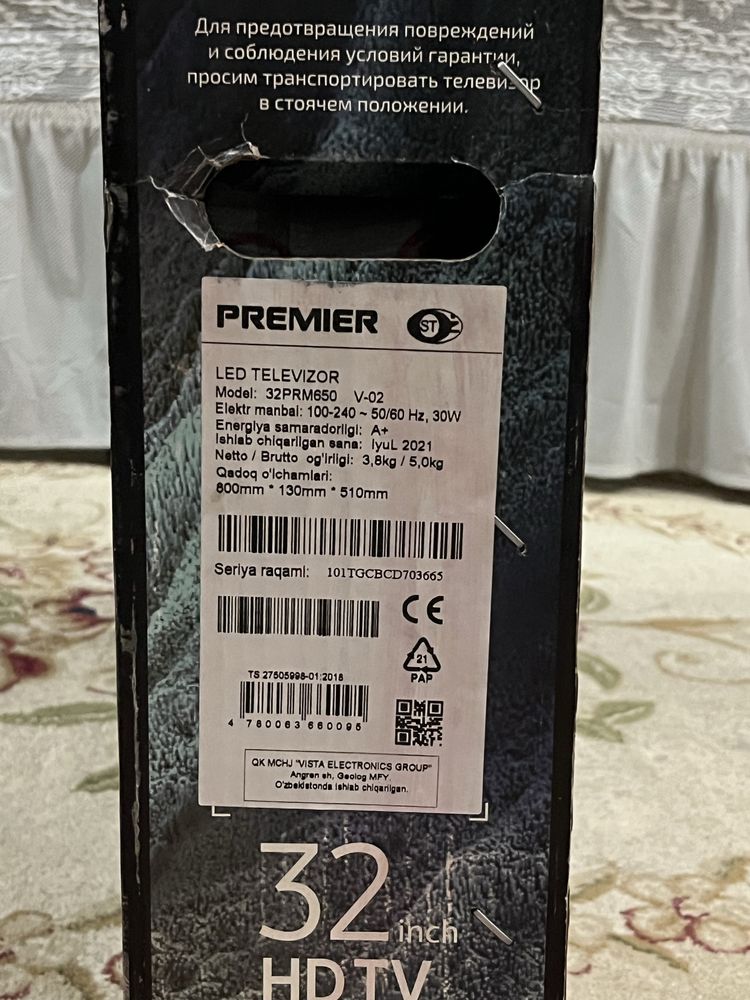 Для предотвращения повреждений
и соблюдения условий гарантии,
просим транспортировать телевизор
в стоячем положении.
PREMIER ST
LED TELEVIZOR
Model: 32PRM650 V-02
Elektr manbai: 100-240 ~ 50/60 Hz, 30W
Energiya samaradorligi: A+
Ishlab chiqarilgan sana: IyuL 2021
Netto / Brutto og'irligi: 3,8kg / 5,0kg
Qadoq o'lchamlari:
800mm * 130mm * 510mm
Seriya raqami: 101TGCBCD703665
CE
21
PAP
TS 27605998-01:2018
4 780063 660095
QK MCHJ "VISTA ELECTRONICS GROUP"
Angren sh, Geolog MFY.
O'zbekistonda ishlab chiqarilgan.
32 inch
HD TV